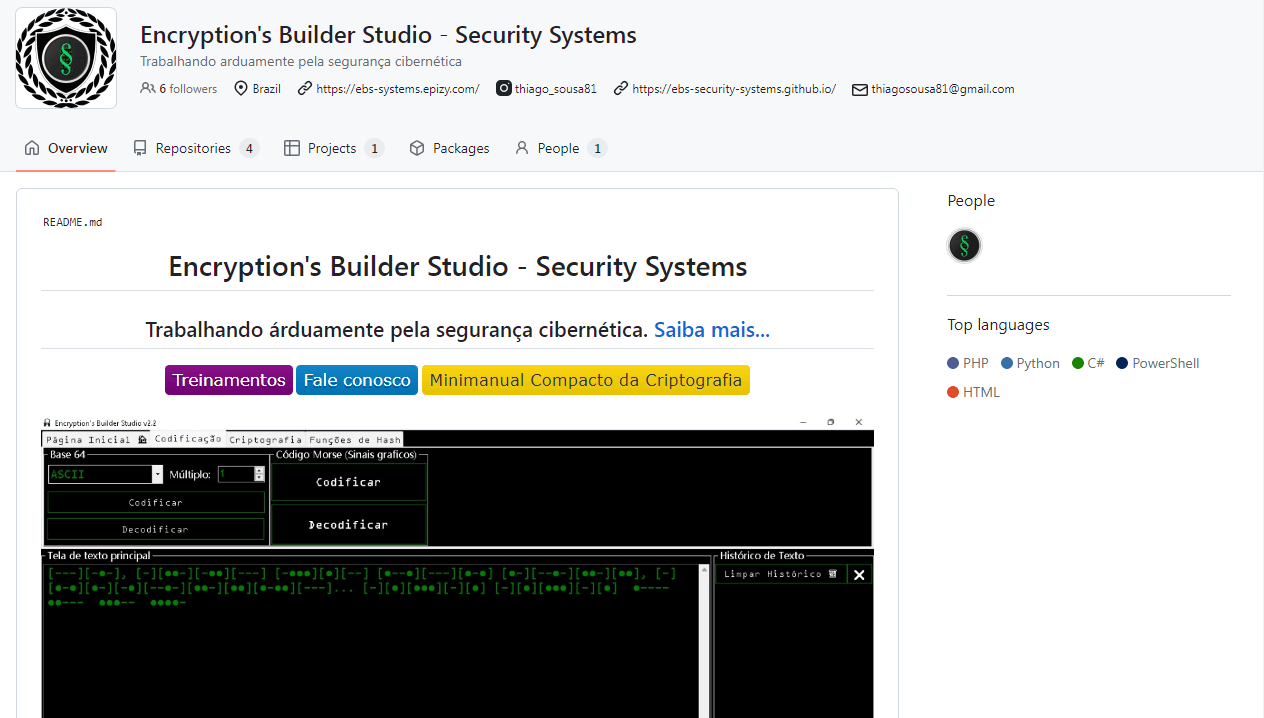 Encryption's Builder Studio - Security Systems
Trabalhando arduamente pela segurança cibernética
6 followers Brazil https://ebs-systems.epizy.com/ thiago_sousa81 https://ebs-security-systems.github.io/ thiagosousa81@gmail.com
Overview Repositories 4 Projects 1 Packages People 1
README.md
Encryption's Builder Studio - Security Systems
Trabalhando árduamente pela segurança cibernética. Saiba mais...
Treinamentos Fale conosco Minimanual Compacto da Criptografia
Encryption's Builder Studio v2.2
Página Inicial Codificação Criptografia Funções de Hash
Base 64
ASCII Múltiplo: 1
Codificar
Decodificar
Código Morse (Sinais graficos)
Codificar
Decodificar
Tela de texto principal
Histórico de Texto
Limpar Histórico
People
§
Top languages
PHP Python C# PowerShell
HTML